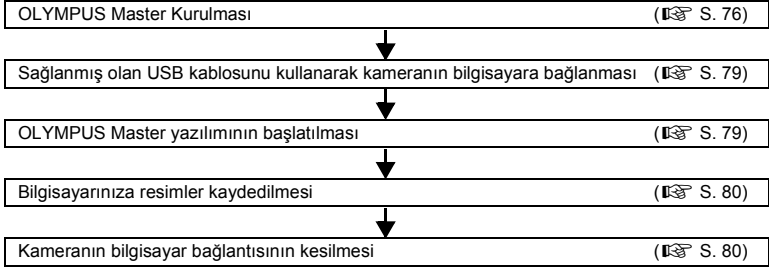 OLYMPUS Master Kurulması (☞ S. 76)
Sağlanmış olan USB kablosunu kullanarak kameranın bilgisayara bağlanması (☞ S. 79)
OLYMPUS Master yazılımının başlatılması (☞ S. 79)
Bilgisayarınıza resimler kaydedilmesi (☞ S. 80)
Kameranın bilgisayar bağlantısının kesilmesi (☞ S. 80)